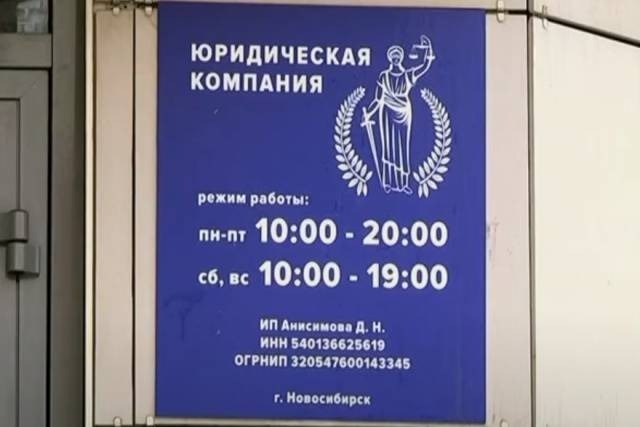 ЮРИДИЧЕСКАЯ
КОМПАНИЯ
режим работы:
пн-пт 10:00 - 20:00
сб, вс 10:00 - 19:00
ИП Анисимова Д. Н.
ИНН 540136625619
ОГРНИП 320547600143345
г. Новосибирск